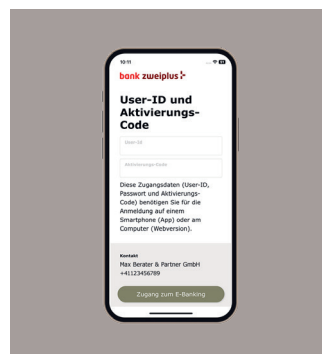 10:11
bank zweiplus
User-ID und
Aktivierungs-
Code
User-ID
Aktivierungs-Code
Diese Zugangsdaten (User-ID,
Passwort und Aktivierungs-
Code) benötigen Sie für die
Anmeldung auf einem
Smartphone (App) oder am
Computer (Webversion).
Kontakt
Max Berater & Partner GmbH
+41123456789
Zugang zum E-Banking